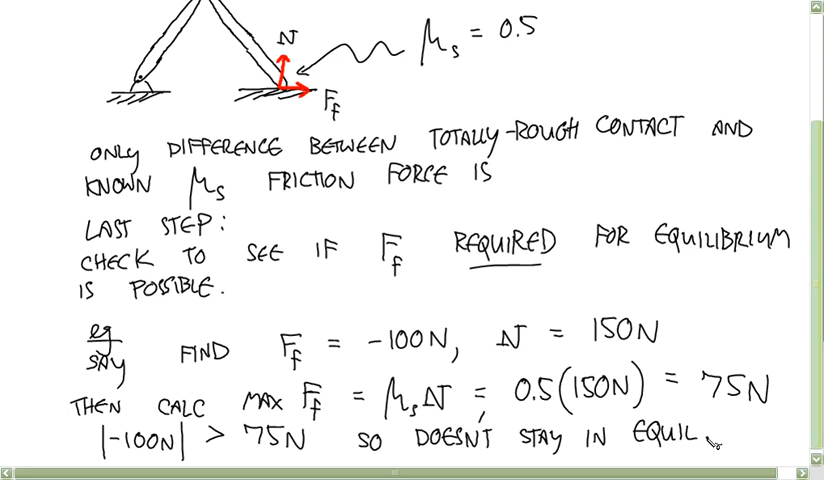 N
μs = 0.5
Ff
ONLY DIFFERENCE BETWEEN TOTALLY-ROUGH CONTACT AND
KNOWN μs FRICTION FORCE IS
LAST STEP:
CHECK TO SEE IF Ff REQUIRED FOR EQUILIBRIUM
IS POSSIBLE.
eg
SAY FIND Ff = -100N, N = 150N
THEN CALC MAX Ff = μsN = 0.5(150N) = 75N
|-100N| > 75N SO DOESN'T STAY IN EQUIL